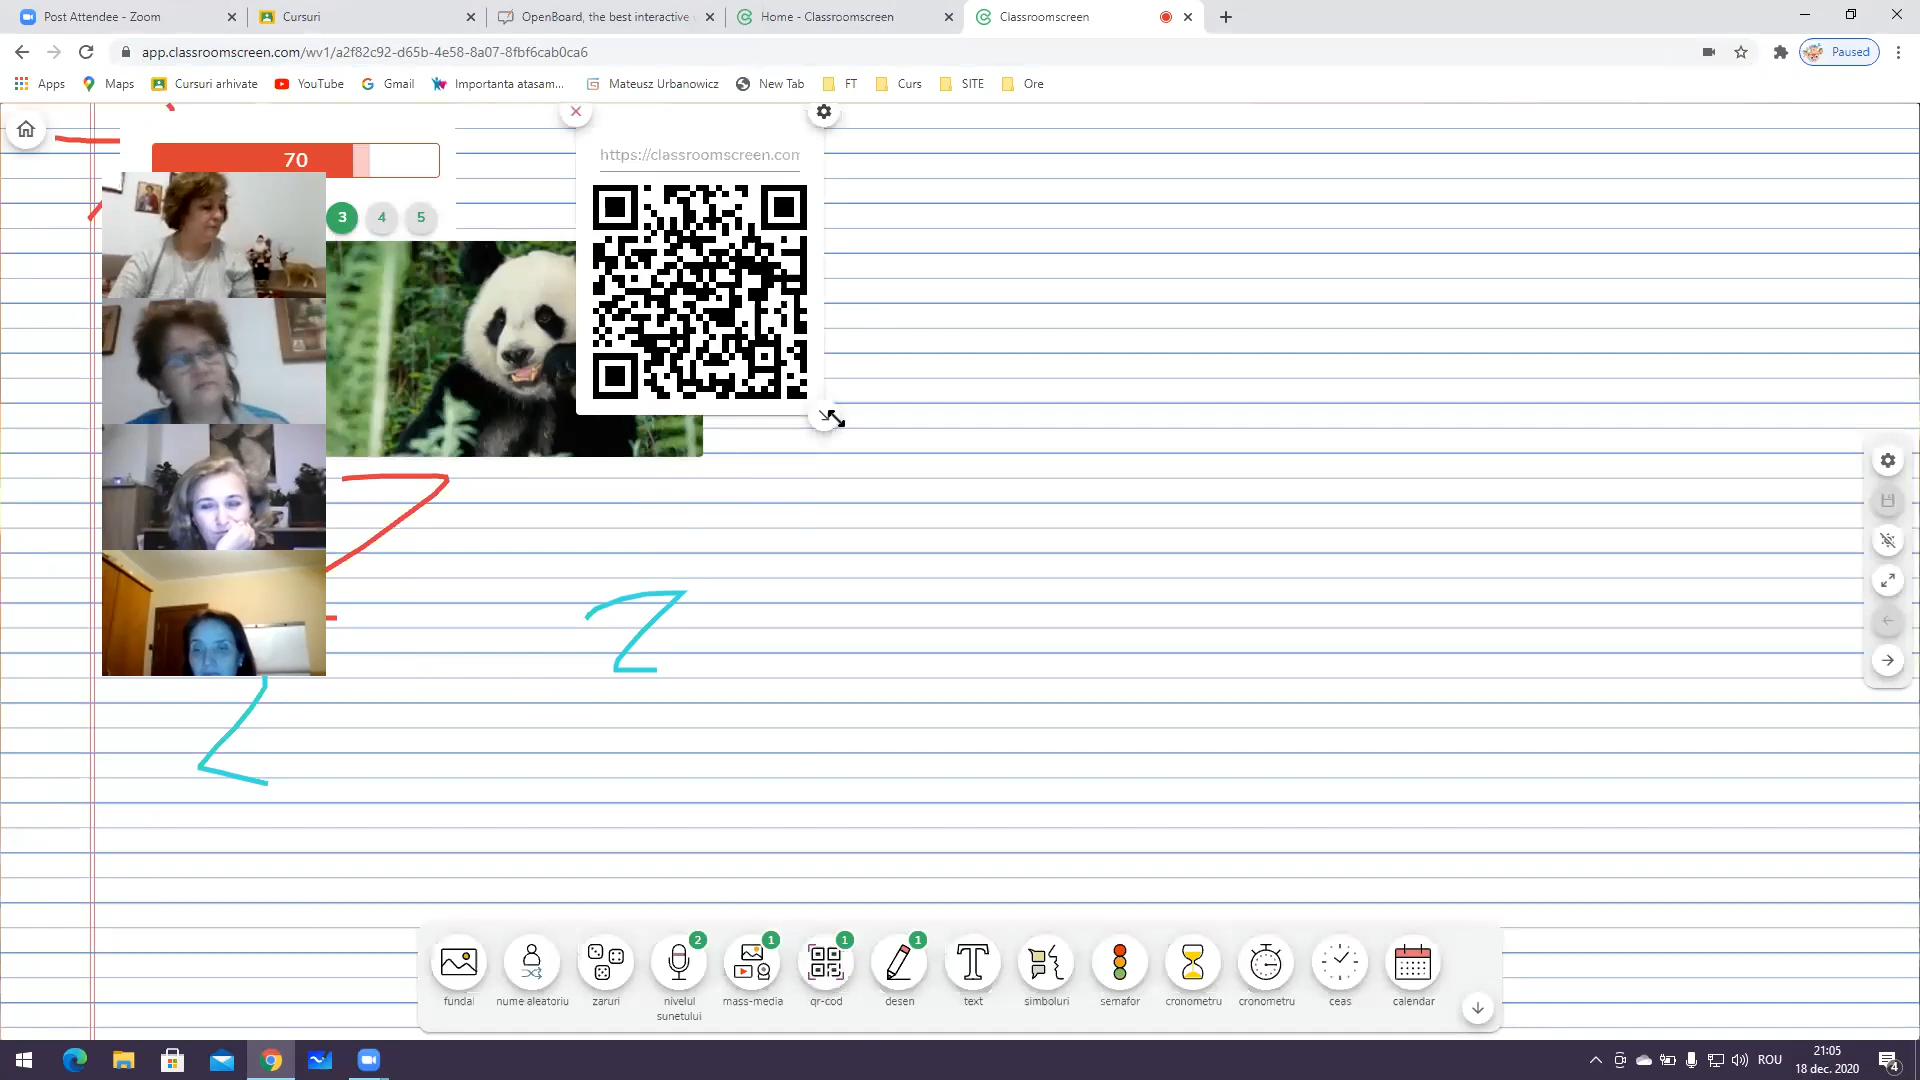 Post Attendee - Zoom
Cursuri
OpenBoard, the best interactive
Home - Classroomscreen
Classroomscreen
app.classroomscreen.com/wv1/a2f82c92-d65b-4e58-8a07-8fbf6cab0ca6
Paused
Apps
Maps
Cursuri arhivate
YouTube
Gmail
Importanta atasam...
Mateusz Urbanowicz
New Tab
FT
Curs
SITE
Ore
70
https://classroomscreen.com
3 4 5
2
2
2 1 1 1
fundal
nume aleatoriu
zaruri
nivelul sunetului
mass-media
qr-cod
desen
text
simboluri
semafor
cronometru
cronometru
ceas
calendar
ROU
21:05
18 dec. 2020
4